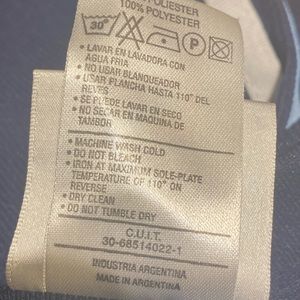 POLIESTER
100% POLYESTER
30°
• LAVAR EN LAVADORA CON
AGUA FRIA
• NO USAR BLANQUEADOR
• USAR PLANCHA HASTA 110° DEL
REVES
• SE PUEDE LAVAR EN SECO
• NO SECAR EN MAQUINA DE
TAMBOR
• MACHINE WASH COLD
• DO NOT BLEACH
• IRON AT MAXIMUM SOLE-PLATE
TEMPERATURE OF 110° ON
REVERSE
• DRY CLEAN
• DO NOT TUMBLE DRY
C.U.I.T.
30-68514022-1
INDUSTRIA ARGENTINA
MADE IN ARGENTINA